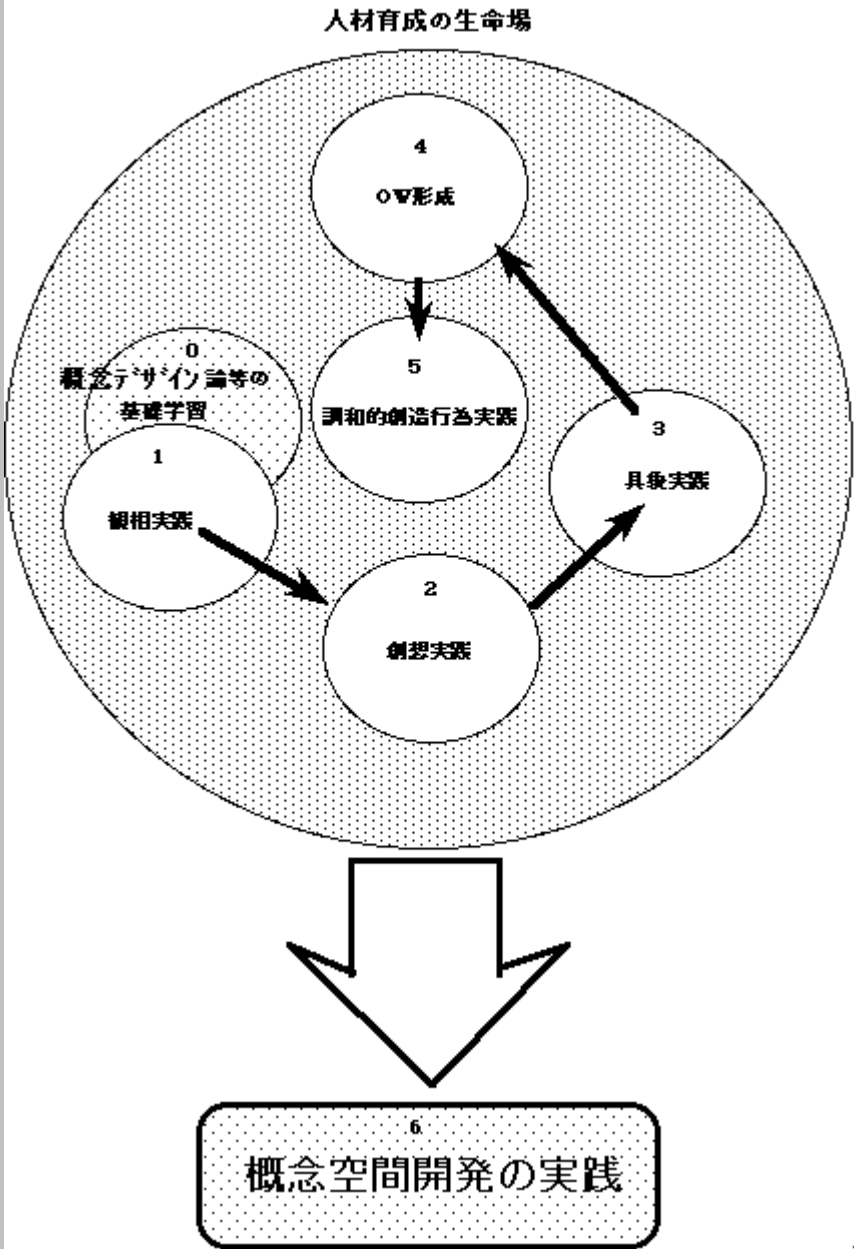 人材育成の生命場
4
OW形成
0
概念デザイン論等の
基礎学習
5
調和的創造行為実践
3
具象実践
1
観相実践
2
創想実践
6
概念空間開発の実践